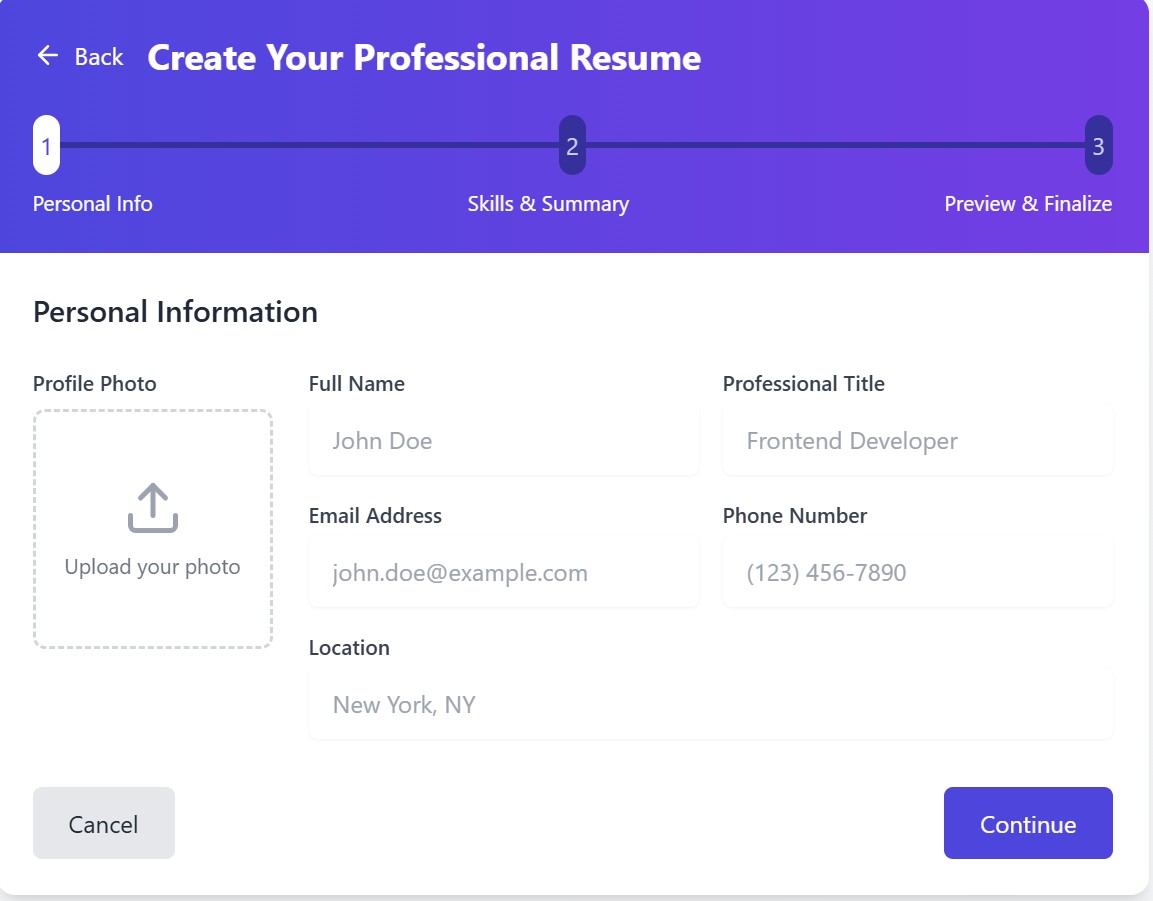 Back Create Your Professional Resume
1 2 3
Personal Info Skills & Summary Preview & Finalize
Personal Information
Profile Photo
Upload your photo
Full Name Professional Title
John Doe Frontend Developer
Email Address Phone Number
john.doe@example.com (123) 456-7890
Location
New York, NY
Cancel Continue